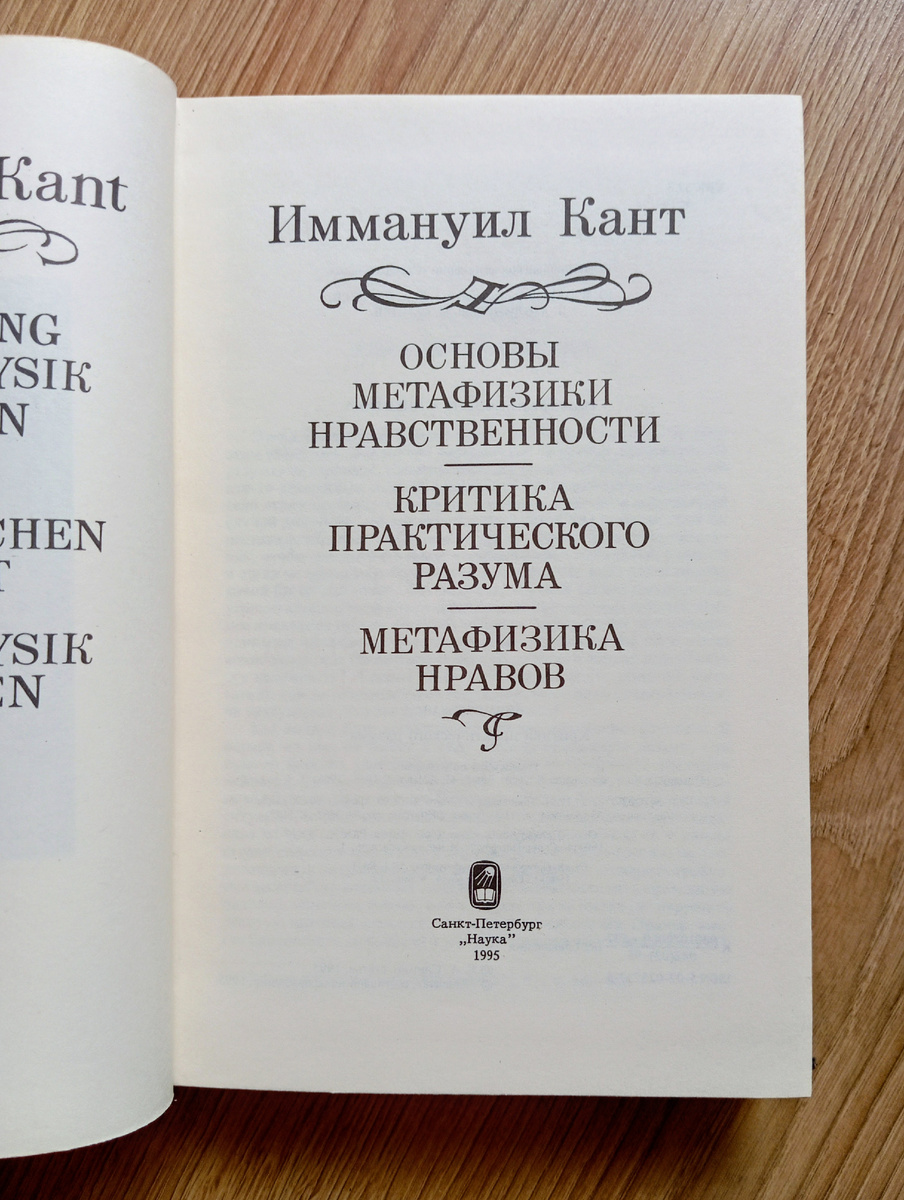 Kant
NG
YSIK
N
CHEN
T
YSIK
EN
Иммануил Кант
ОСНОВЫ
МЕТАФИЗИКИ
НРАВСТВЕННОСТИ
КРИТИКА
ПРАКТИЧЕСКОГО
РАЗУМА
МЕТАФИЗИКА
НРАВОВ
Санкт-Петербург
„Наука”
1995